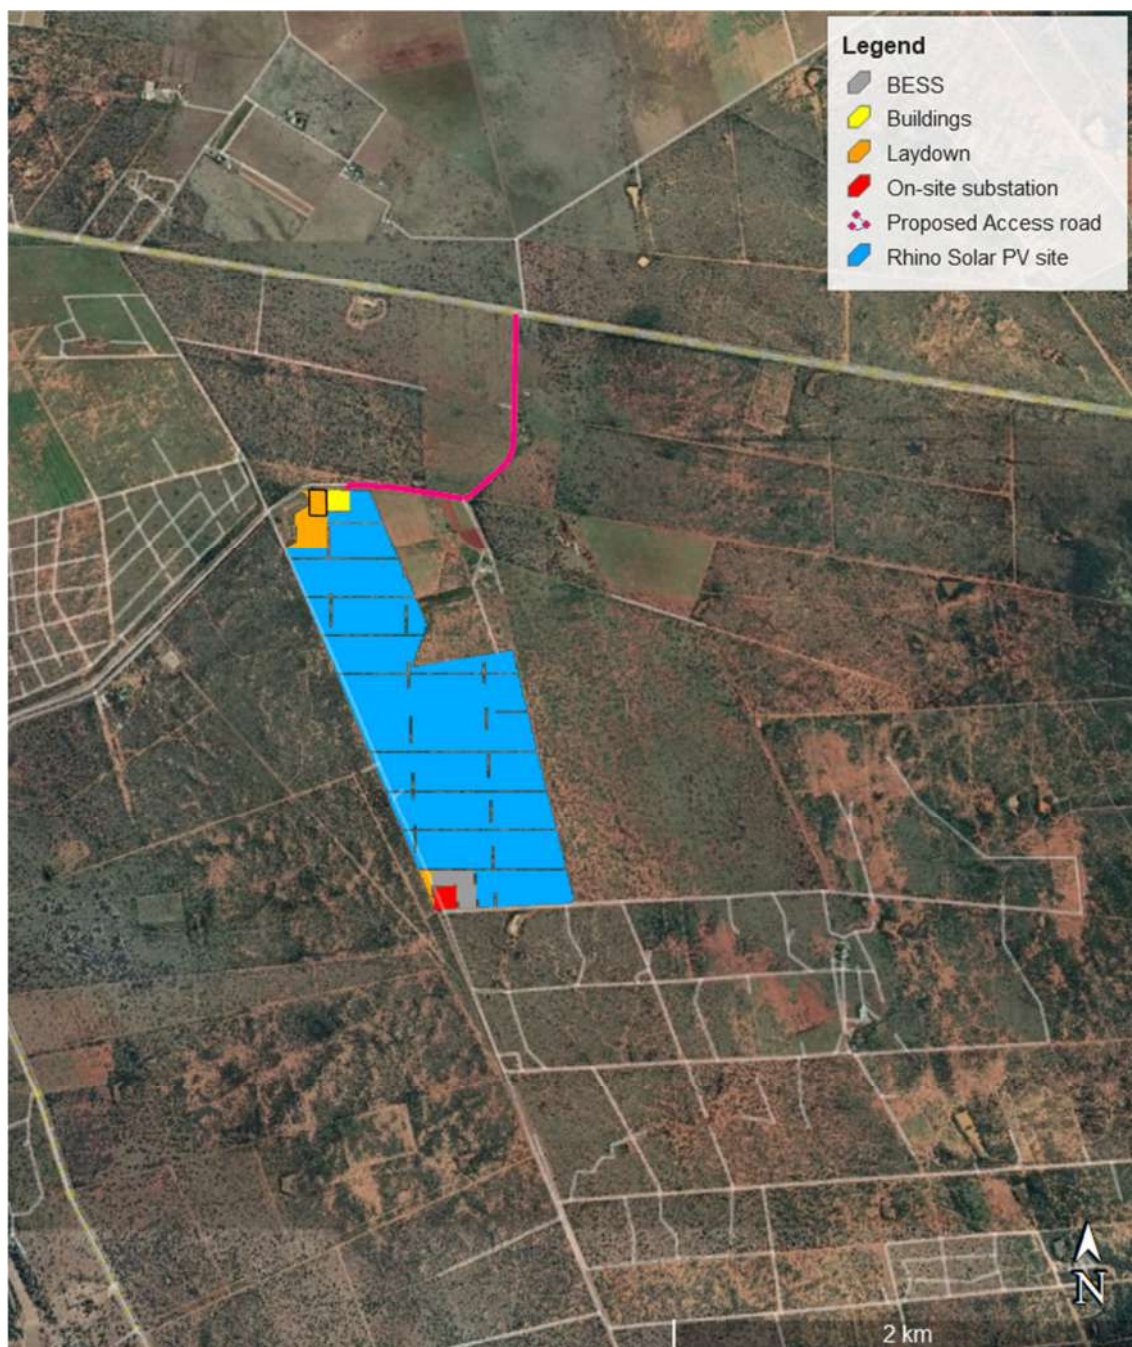 Legend
BESS
Buildings
Laydown
On-site substation
Proposed Access road
Rhino Solar PV site
N
2 km